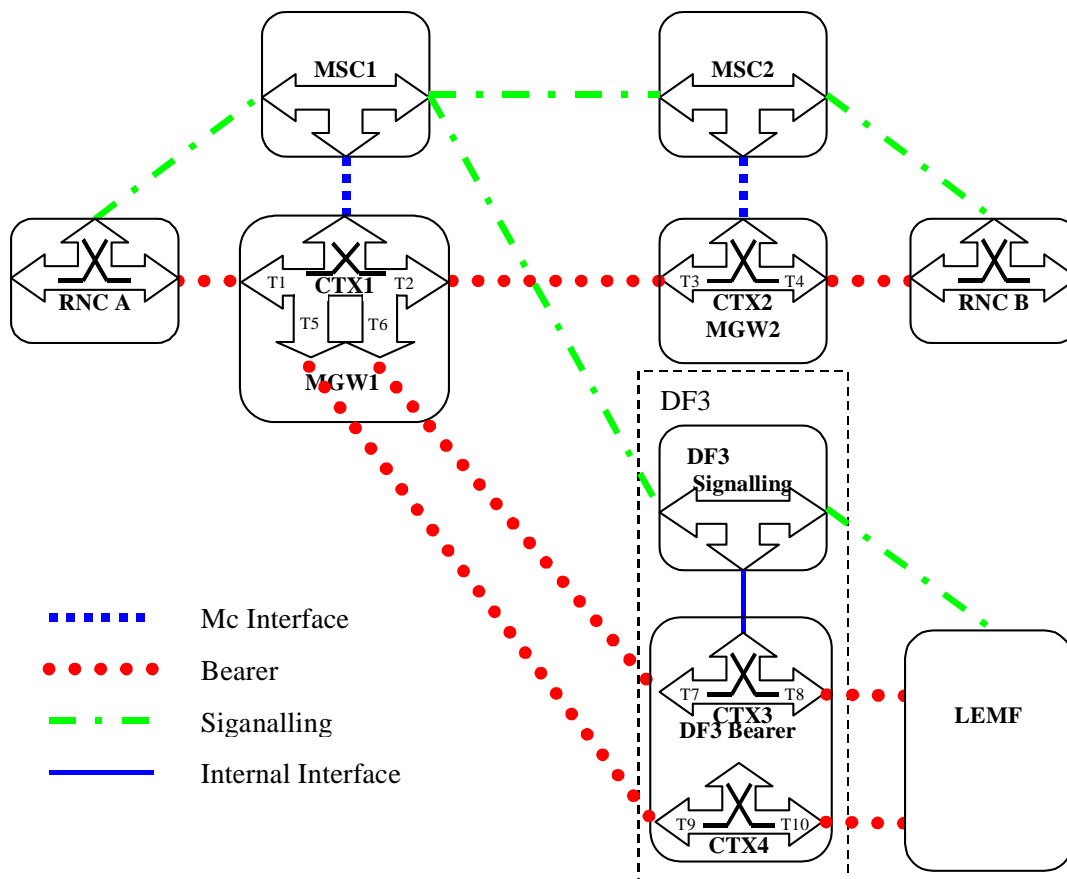 MSC1
MSC2
RNC A
T1
CTX1
T2
T5
T6
MGW1
T3
T4
CTX2
MGW2
RNC B
DF3
DF3
Signalling
T7
T8
CTX3
DF3 Bearer
T9
T10
CTX4
LEMF
Mc Interface
Bearer
Siganalling
Internal Interface